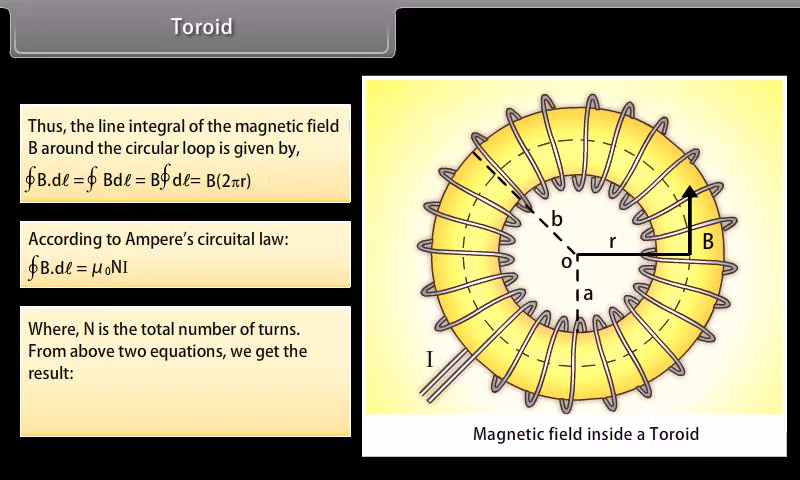 Toroid
Thus, the line integral of the magnetic field
B around the circular loop is given by,
∮B.dℓ =∮ Bdℓ = B∮dℓ= B(2πr)
According to Ampere's circuital law:
∮B.dℓ = μ₀NI
Where, N is the total number of turns.
From above two equations, we get the
result:
b
r
B
o
a
I
Magnetic field inside a Toroid